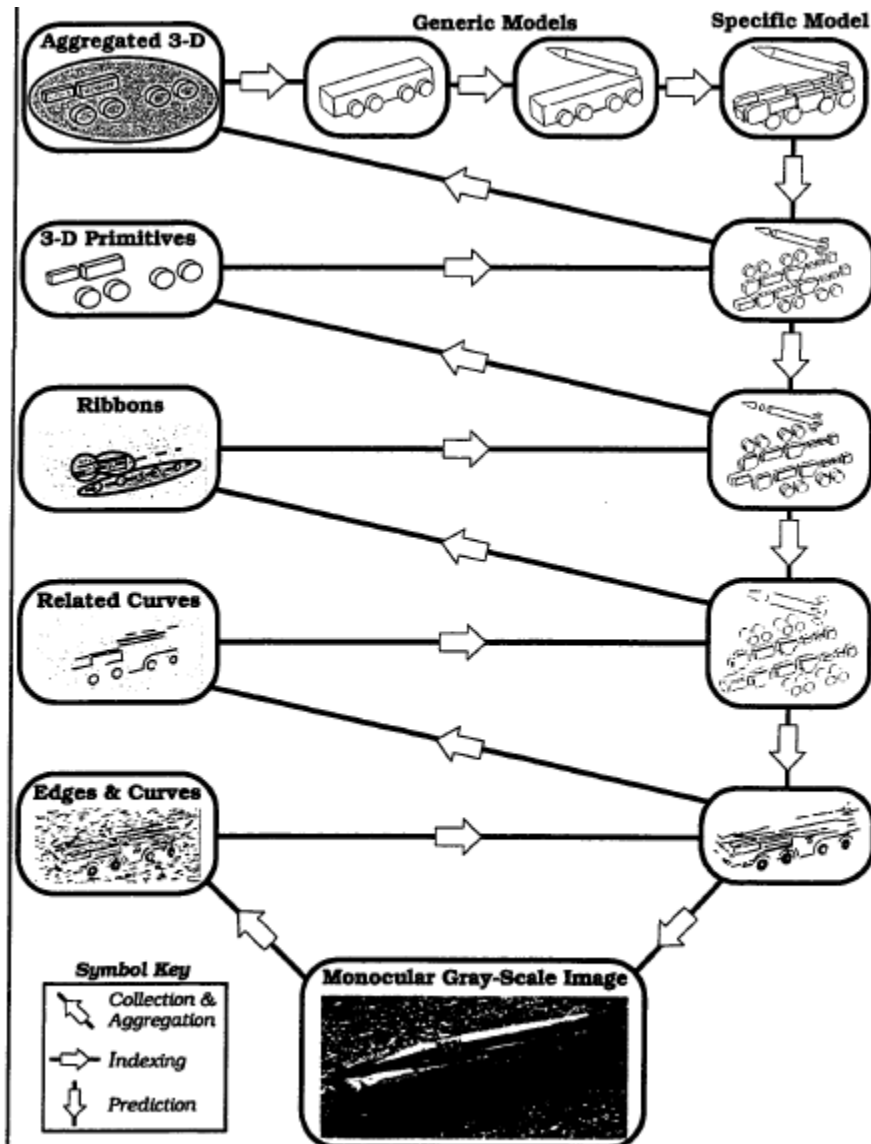 Generic Models
Specific Model
Aggregated 3-D
3-D Primitives
Ribbons
Related Curves
Edges & Curves
Monocular Gray-Scale Image
Symbol Key
Collection &
Aggregation
Indexing
Prediction